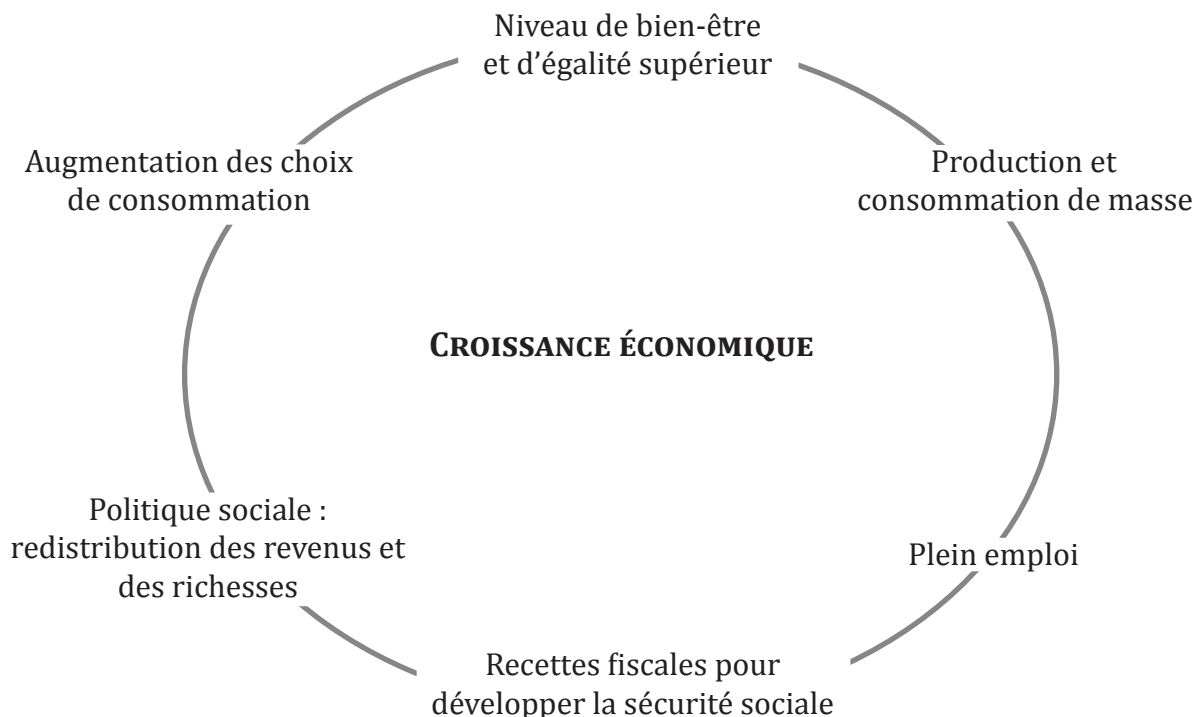 Niveau de bien-être
et d’égalité supérieur
Augmentation des choix
de consommation
Production et
consommation de masse
CROISSANCE ÉCONOMIQUE
Politique sociale :
redistribution des revenus et
des richesses
Plein emploi
Recettes fiscales pour
développer la sécurité sociale